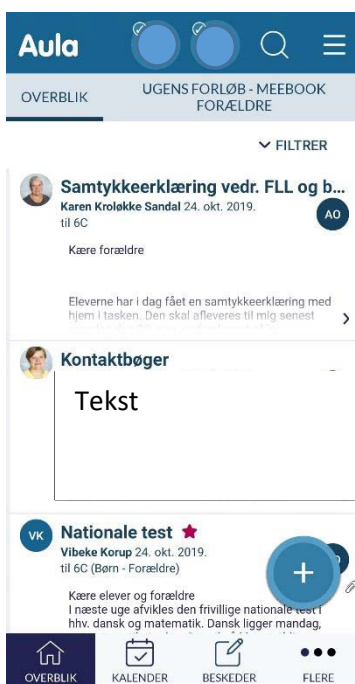 Aula
OVERBLIK
UGENS FORLØB - MEEBOOK
FORÆLDRE
FILTRER
Samtykkeerklæring vedr. FLL og b...
Karen Kroløkke Sandal 24. okt. 2019.
til 6C
AO
Kære forældre
Eleverne har i dag fået en samtykkeerklæring med
hjem i tasken. Den skal afleveres til mig senest
Kontaktbøger
Tekst
VK
Nationale test
Vibeke Korup 24. okt. 2019.
til 6C (Børn - Forældre)
Kære elever og forældre
I næste uge afvikles den frivillige nationale test i
hhv. dansk og matematik. Dansk ligger mandag,
OVERBLIK
KALENDER
BESKEDER
FLERE